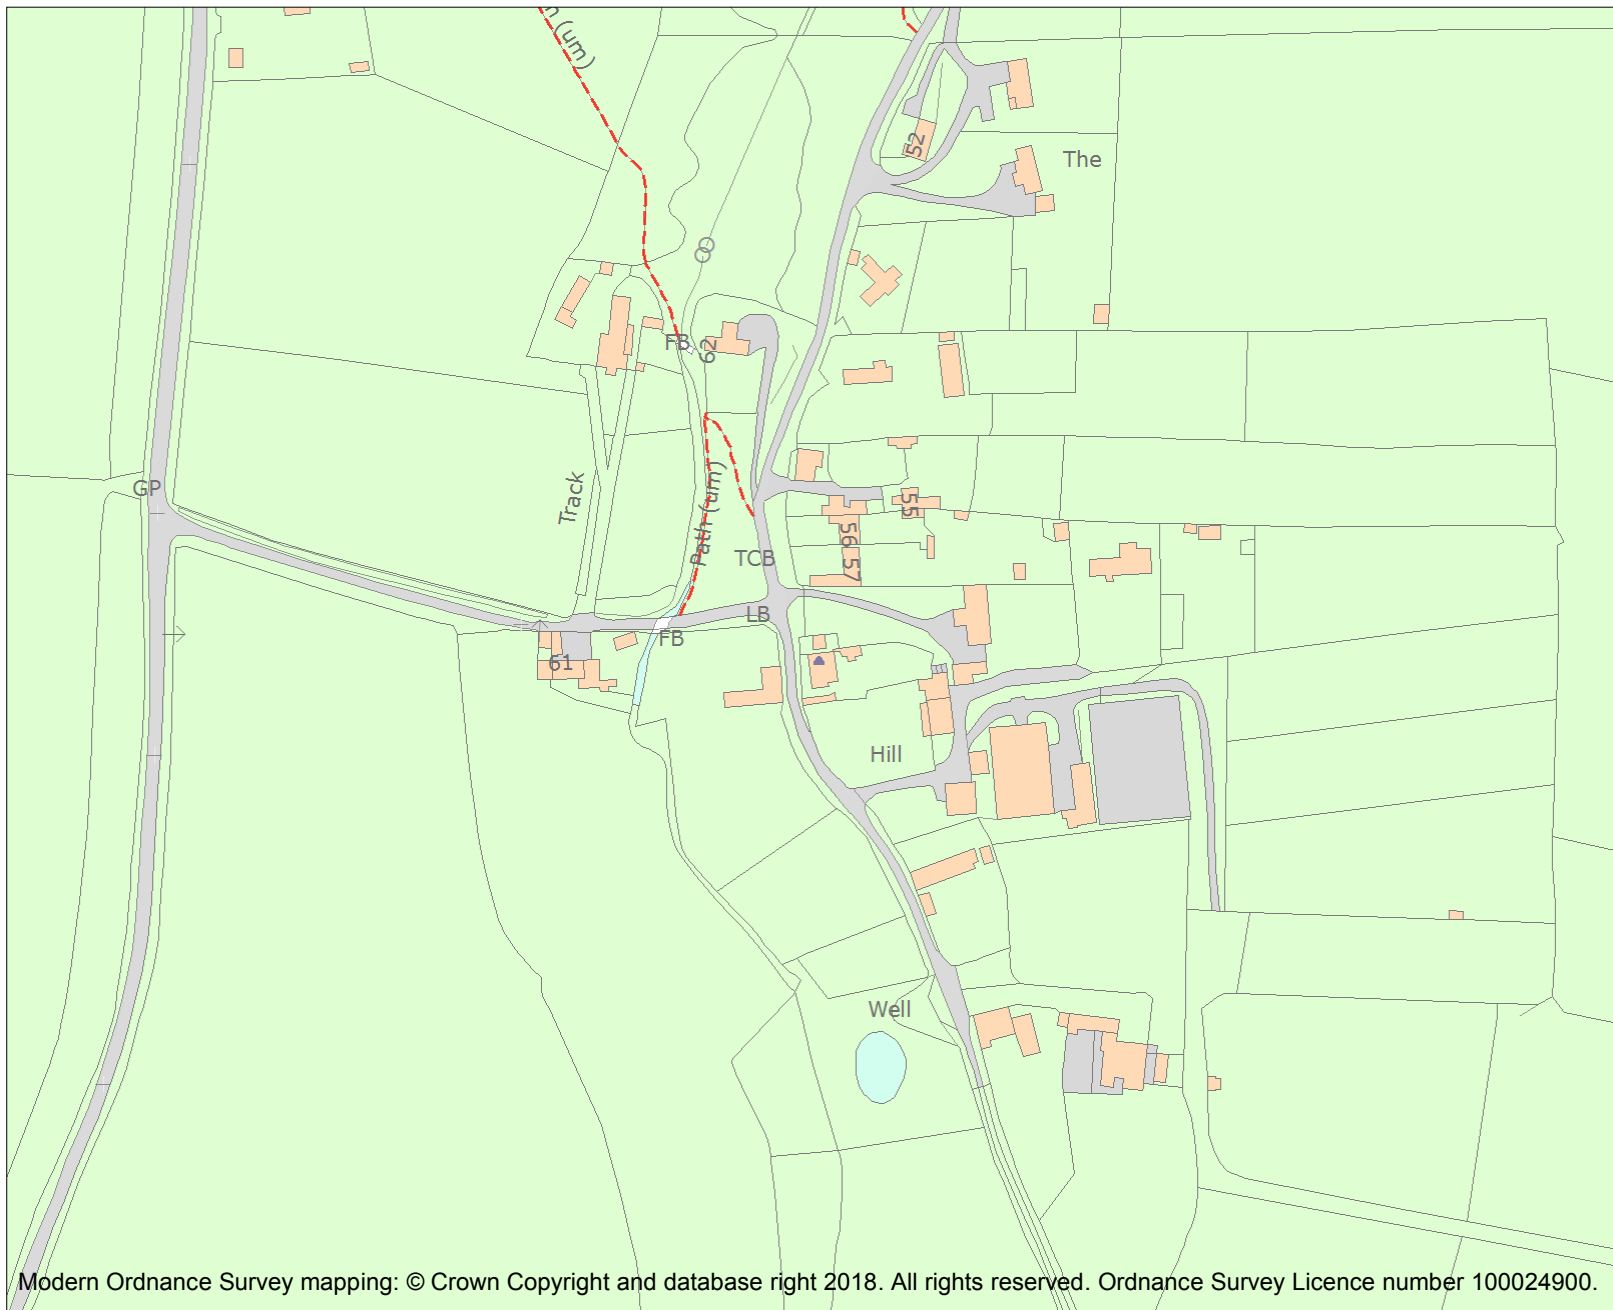 h (um)
52
The
FB
62
GP
Track
Path (um)
55
56
57
TCB
LB
FB
61
Hill
Well
Modern Ordnance Survey mapping: © Crown Copyright and database right 2018. All rights reserved. Ordnance Survey Licence number 100024900.